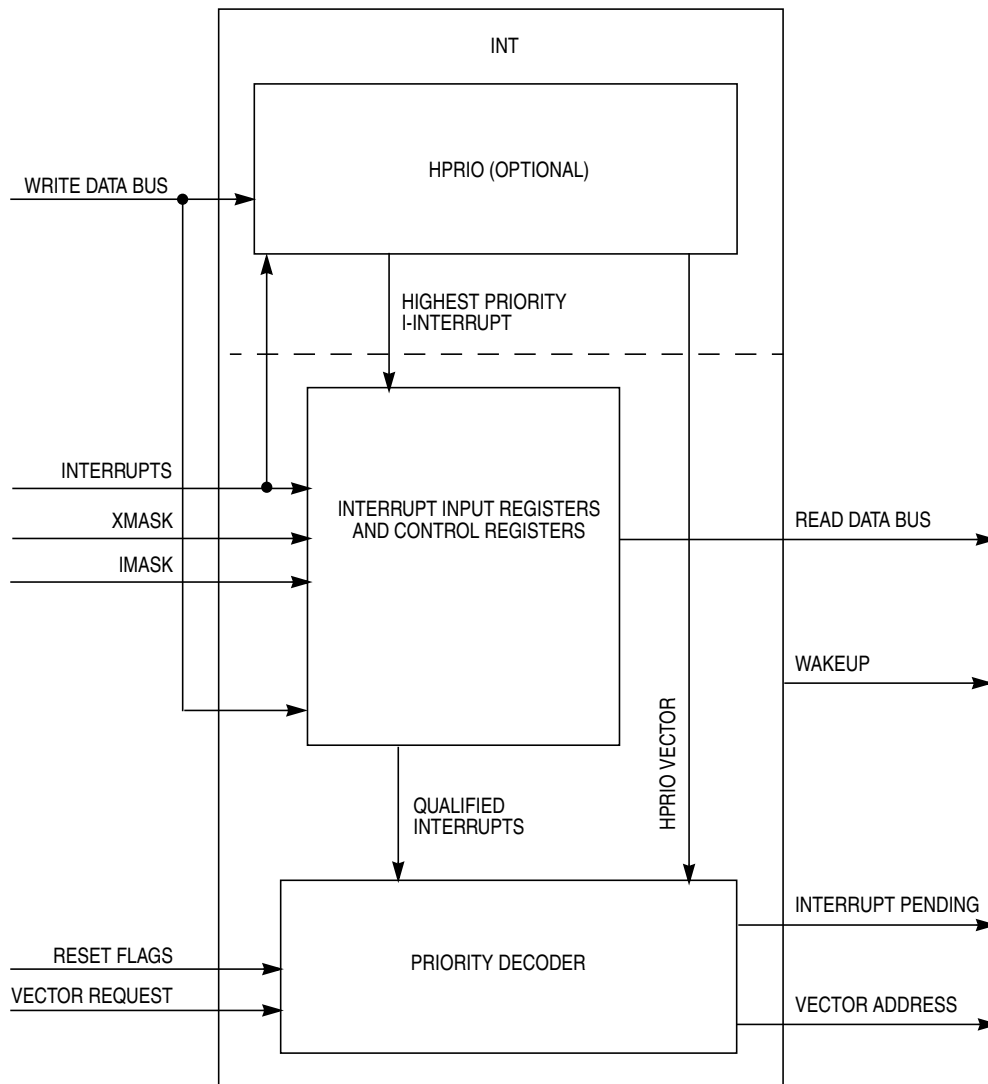 INT
HPRIO (OPTIONAL)
WRITE DATA BUS
HIGHEST PRIORITY
I-INTERRUPT
INTERRUPTS
XMASK
IMASK
INTERRUPT INPUT REGISTERS
AND CONTROL REGISTERS
READ DATA BUS
WAKEUP
HPRIO VECTOR
QUALIFIED
INTERRUPTS
INTERRUPT PENDING
RESET FLAGS
PRIORITY DECODER
VECTOR REQUEST
VECTOR ADDRESS